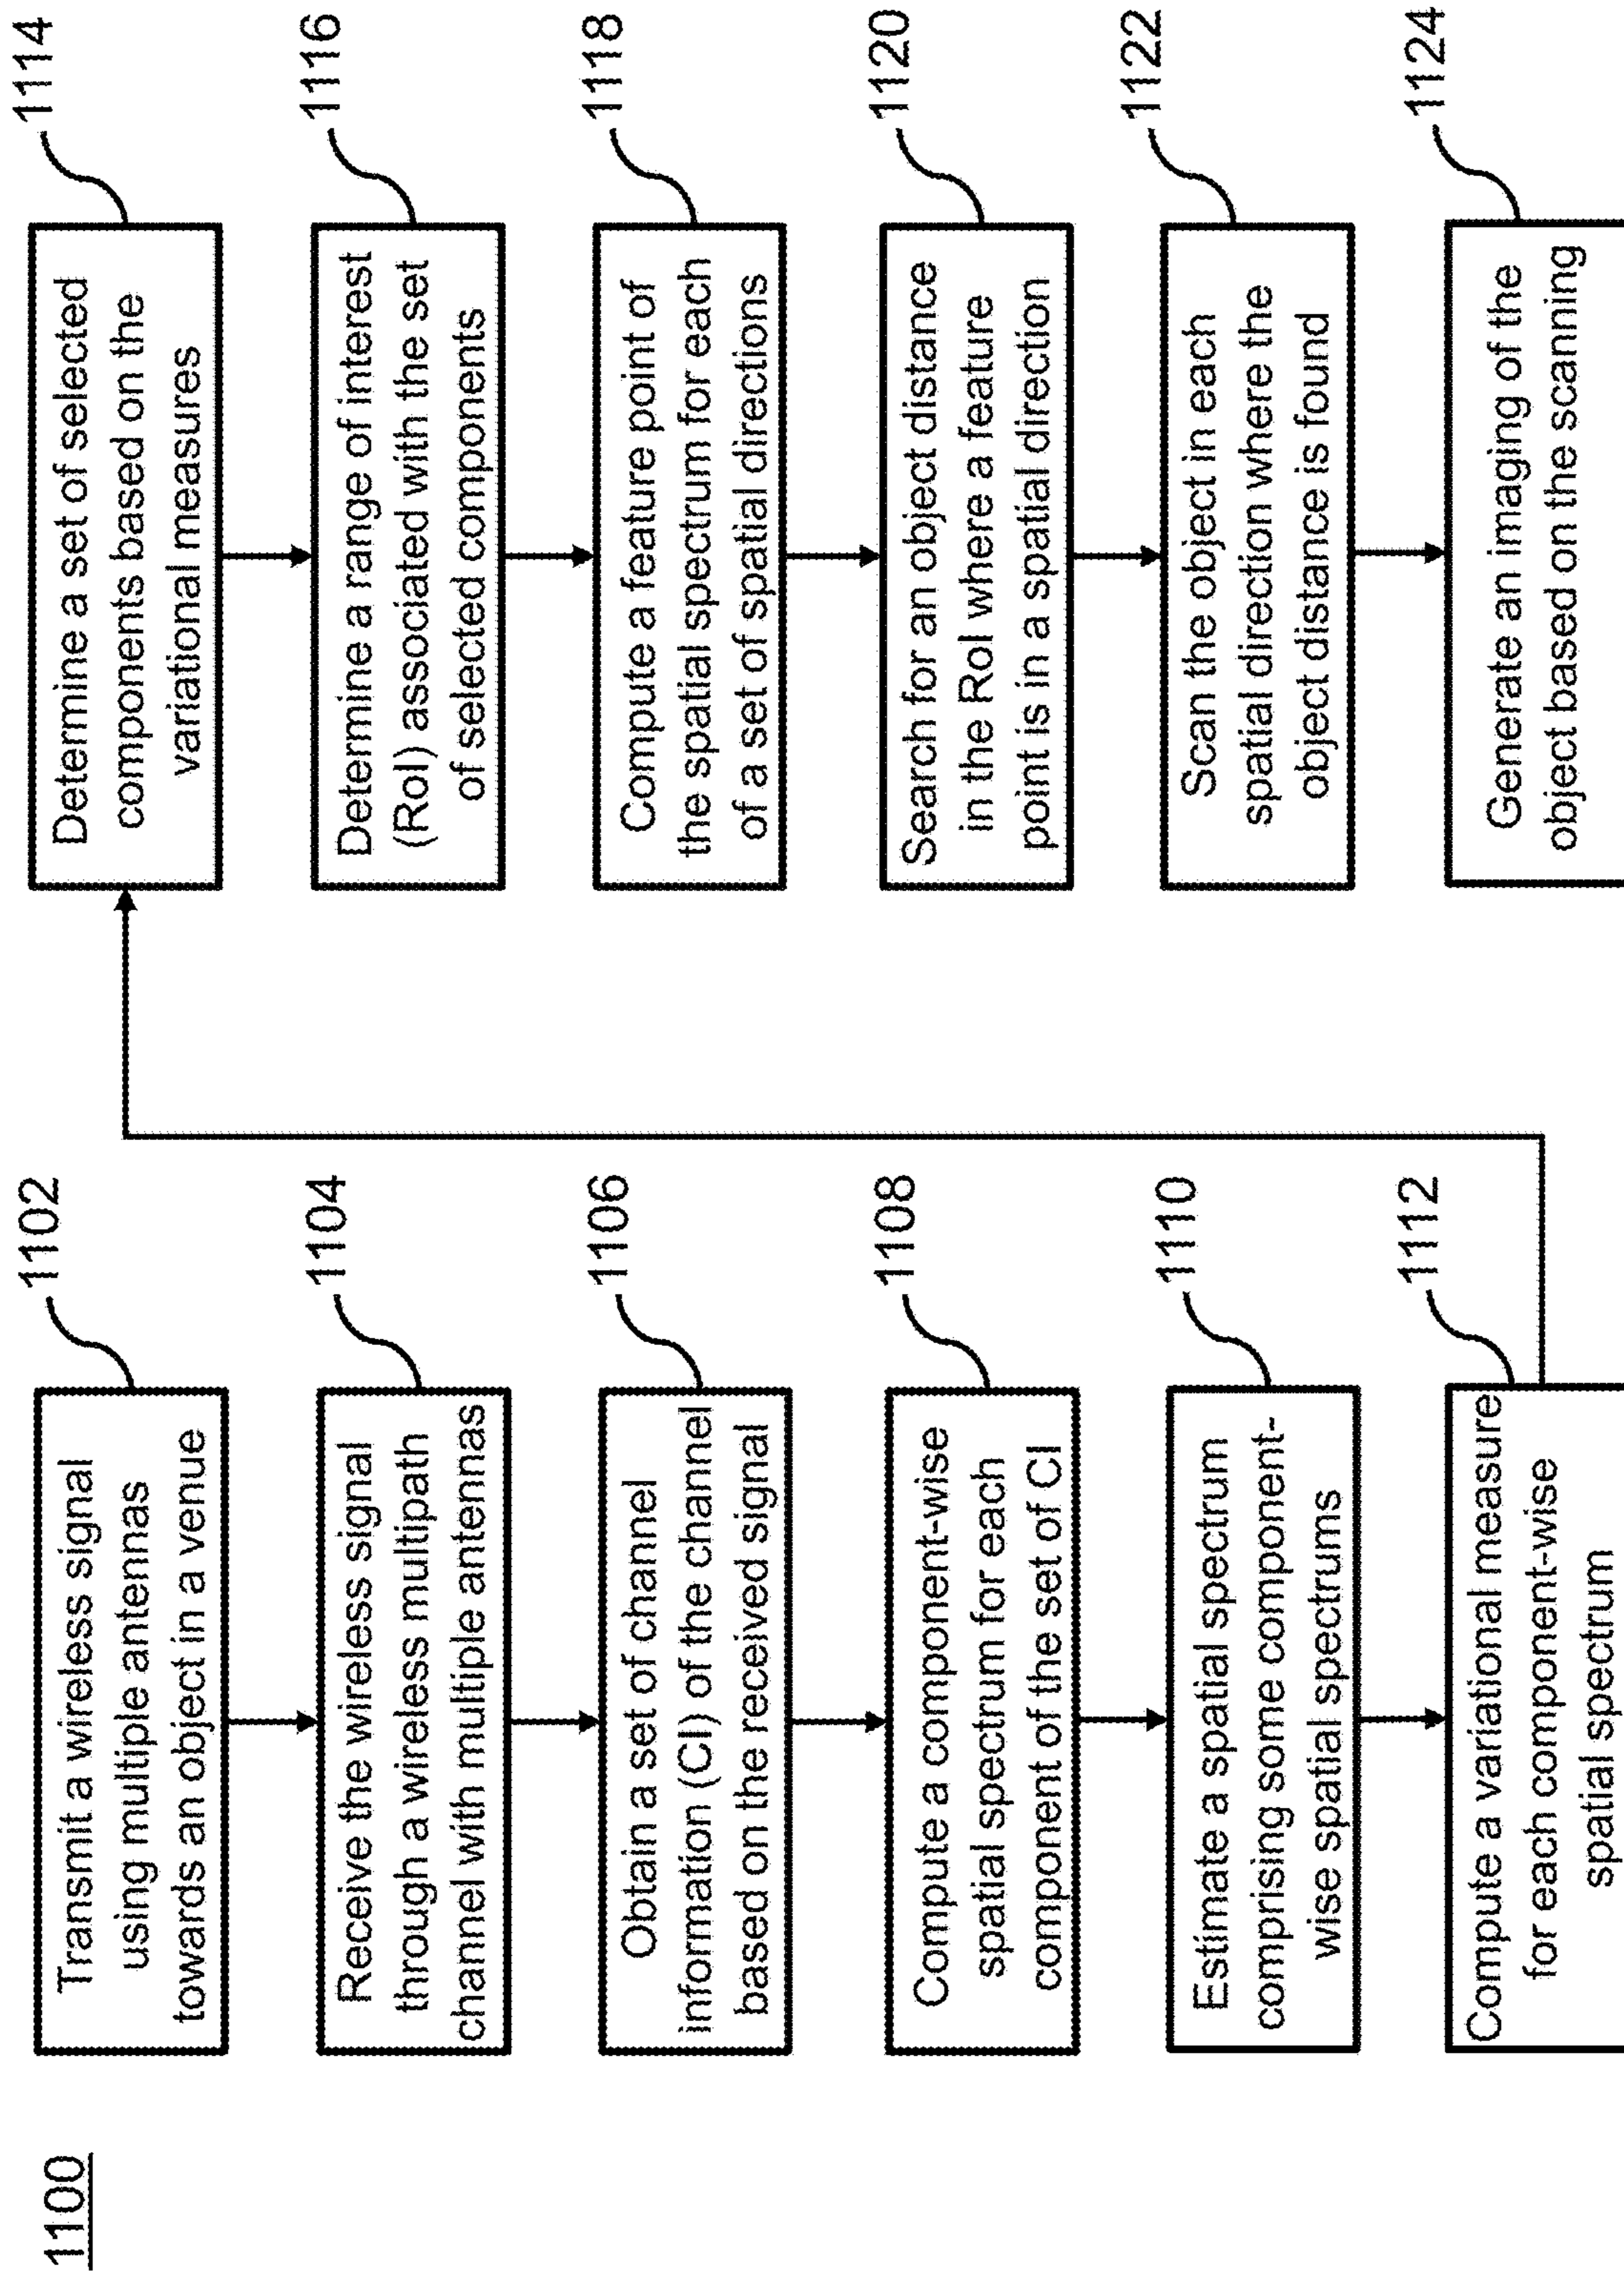 1100
1102
Transmit a wireless signal
using multiple antennas
towards an object in a venue
1104
Receive the wireless signal
through a wireless multipath
channel with multiple antennas
1106
Obtain a set of channel
information (CI) of the channel
based on the received signal
1108
Compute a component-wise
spatial spectrum for each
component of the set of CI
1110
Estimate a spatial spectrum
comprising some component-
wise spatial spectrums
1112
Compute a variational measure
for each component-wise
spatial spectrum
1114
Determine a set of selected
components based on the
variational measures
1116
Determine a range of interest
(RoI) associated with the set
of selected components
1118
Compute a feature point of
the spatial spectrum for each
of a set of spatial directions
1120
Search for an object distance
in the RoI where a feature
point is in a spatial direction
1122
Scan the object in each
spatial direction where the
object distance is found
1124
Generate an imaging of the
object based on the scanning